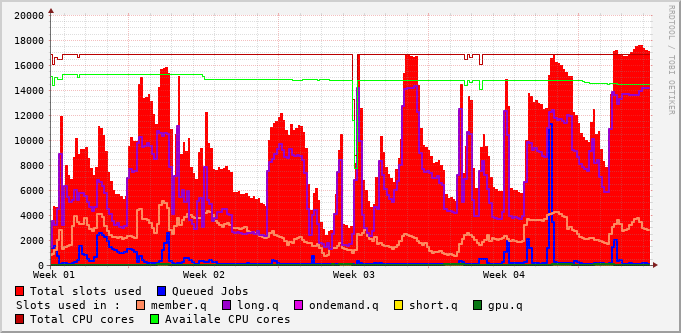 RRDTOOL / TOBI OETIKER
20000
18000
16000
14000
12000
10000
8000
6000
4000
2000
0
Week 01 Week 02 Week 03 Week 04
Total slots used Queued Jobs
Slots used in : member.q long.q ondemand.q short.q gpu.q
Total CPU cores Availale CPU cores